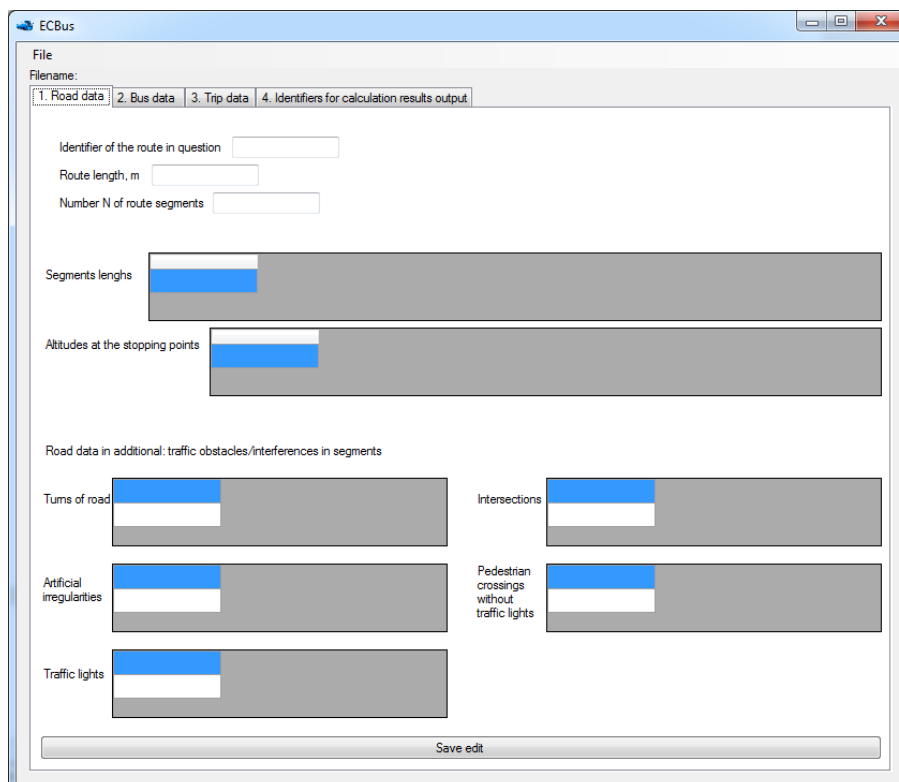 ECBus
File
Filename:
1. Road data 2. Bus data 3. Trip data 4. Identifiers for calculation results output
Identifier of the route in question
Route length, m
Number N of route segments
Segments lenghs
Altitudes at the stopping points
Road data in additional: traffic obstacles/interferences in segments
Turns of road
Intersections
Artificial
irregularities
Pedestrian
crossings
without
traffic lights
Traffic lights
Save edit